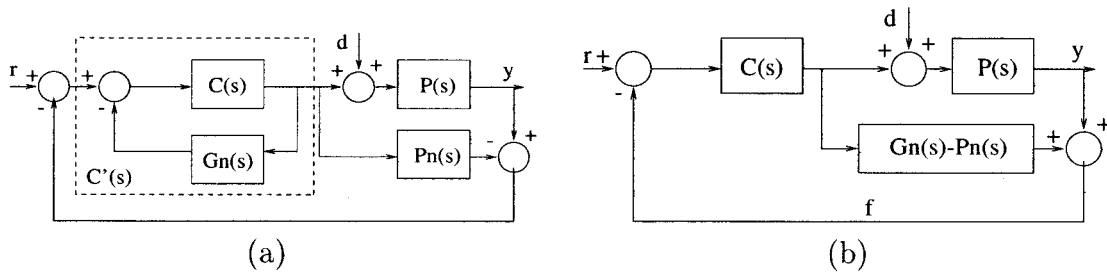 d
r + + + + P(s) y
- - C(s)
Gn(s) - Pn(s) +
C'(s)
(a)
d
r + C(s) + + P(s) y
-
Gn(s)-Pn(s) + +
f
(b)